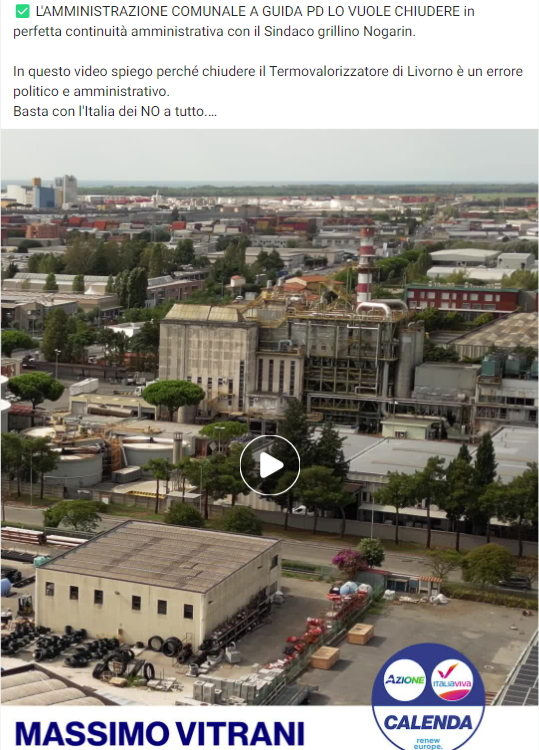 ✅ L'AMMINISTRAZIONE COMUNALE A GUIDA PD LO VUOLE CHIUDERE in
perfetta continuità amministrativa con il Sindaco grillino Nogarin.
In questo video spiego perché chiudere il Termovalorizzatore di Livorno è un errore
politico e amministrativo.
Basta con l'Italia dei NO a tutto....
AZIONE
ITALIAVIVA
CALENDA
renew
europe.
MASSIMO VITRANI